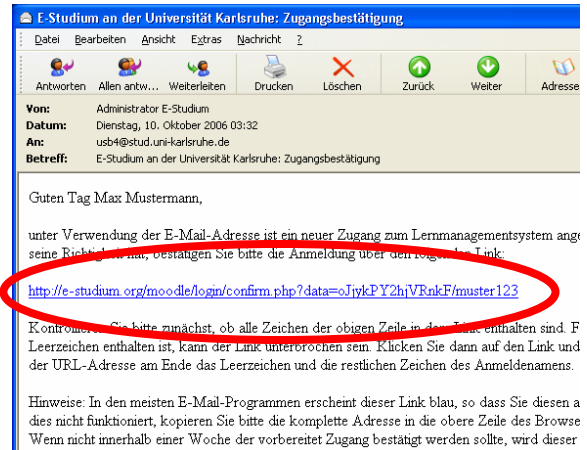 E-Studium an der Universität Karlsruhe: Zugangsbestätigung
Datei Bearbeiten Ansicht Extras Nachricht ?
Antworten Allen antw... Weiterleiten Drucken Löschen Zurück Weiter Adresse
Von: Administrator E-Studium
Datum: Dienstag, 10. Oktober 2006 03:32
An: usb4@stud.uni-karlsruhe.de
Betreff: E-Studium an der Universität Karlsruhe: Zugangsbestätigung
Guten Tag Max Mustermann,
unter Verwendung der E-Mail-Adresse ist ein neuer Zugang zum Lernmanagementsystem ange
seine Richtigkeit hat, bestätigen Sie bitte die Anmeldung über den folgenden Link:
http://e-studium.org/moodle/login/confirm.php?data=oJjykPY2hjVRnkF/muster123
Kontrollieren Sie bitte zunächst, ob alle Zeichen der obigen Zeile in dem Link enthalten sind. F
Leerzeichen enthalten ist, kann der Link unterbrochen sein. Klicken Sie dann auf den Link und
der URL-Adresse am Ende das Leerzeichen und die restlichen Zeichen des Anmeldenamens.
Hinweise: In den meisten E-Mail-Programmen erscheint dieser Link blau, so dass Sie diesen a
dies nicht funktioniert, kopieren Sie bitte die komplette Adresse in die obere Zeile des Browse
Wenn nicht innerhalb einer Woche der vorbereitet Zugang bestätigt werden sollte, wird dieser